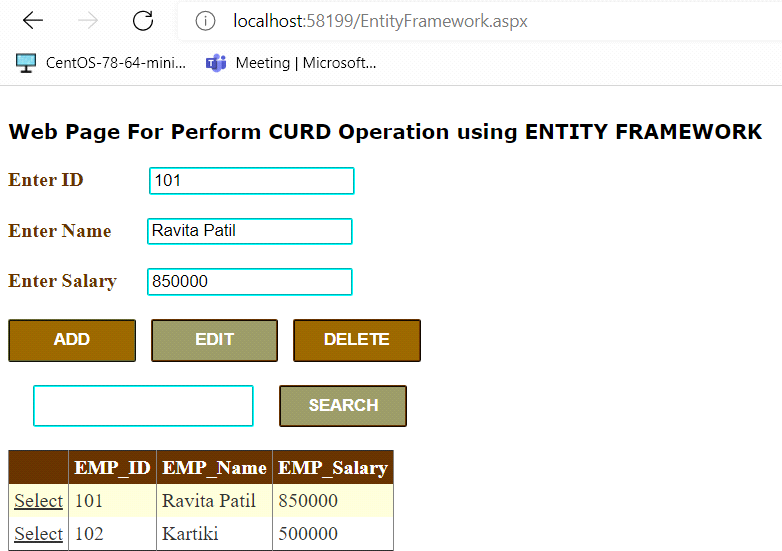 localhost:58199/EntityFramework.aspx
CentOS-78-64-mini... Meeting | Microsoft...
Web Page For Perform CURD Operation using ENTITY FRAMEWORK
Enter ID 101
Enter Name Ravita Patil
Enter Salary 850000
ADD EDIT DELETE
SEARCH
EMP_ID EMP_Name EMP_Salary
Select 101 Ravita Patil 850000
Select 102 Kartiki 500000